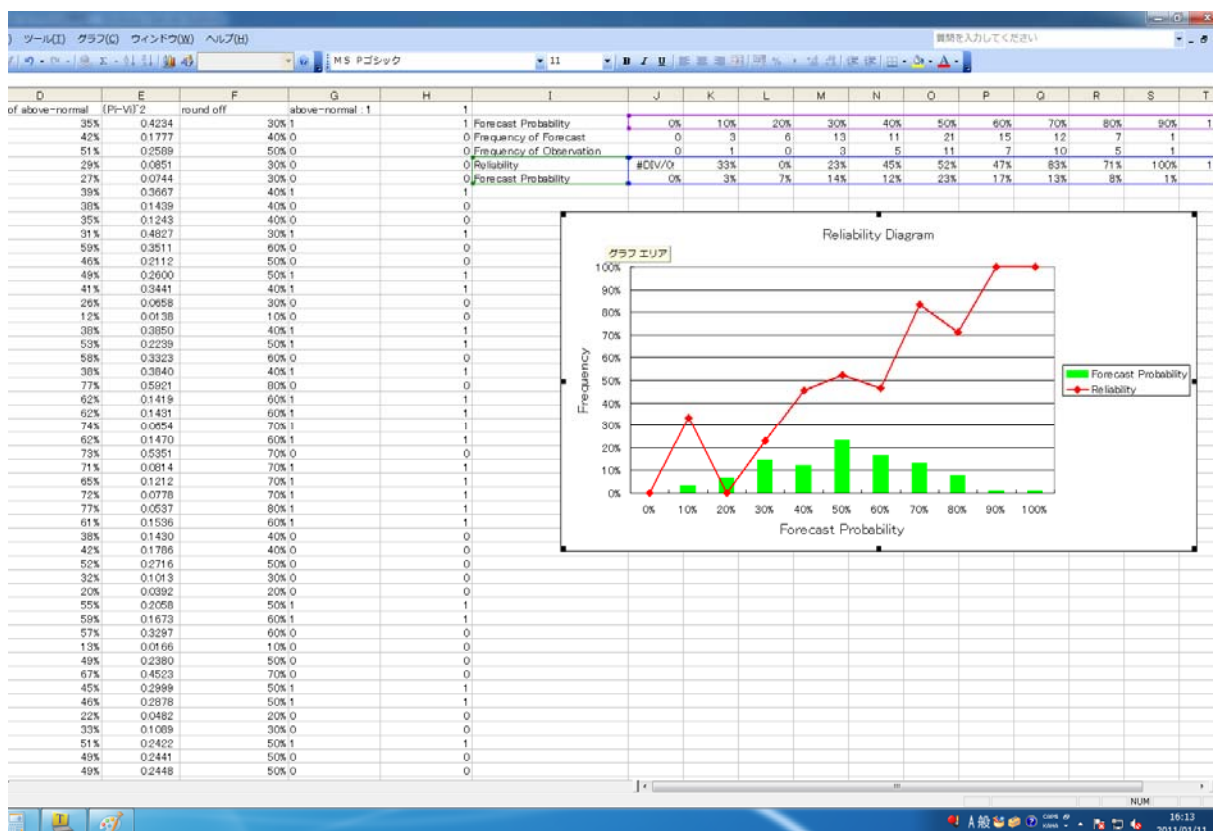 ) ツール(T) グラフ(C) ウィンドウ(W) ヘルプ(H) 質問を入力してください
MS Pゴシック 11 B I U
D E F G H I J K L M N O P Q R S T
of above-normal (Pi-Vi)^2 round off above-normal : 1 1
35% 0.4234 30% 1 1 Forecast Probability 0% 10% 20% 30% 40% 50% 60% 70% 80% 90% 1
42% 0.1777 40% 0 0 Frequency of Forecast 0 3 6 13 11 21 15 12 7 1
51% 0.2589 50% 0 0 Frequency of Observation 0 1 0 3 5 11 7 10 5 1
29% 0.0851 30% 0 0 Reliability #DIV/0! 33% 0% 23% 45% 52% 47% 83% 71% 100% 1
27% 0.0744 30% 0 0 Forecast Probability 0% 3% 7% 14% 12% 23% 17% 13% 8% 1%
39% 0.3667 40% 1 1
38% 0.1439 40% 0 0
35% 0.1243 40% 0 0
31% 0.4827 30% 1 1
59% 0.3511 60% 0 0
46% 0.2112 50% 0 0
49% 0.2600 50% 1 1
41% 0.3441 40% 1 1
26% 0.0658 30% 0 0
12% 0.0138 10% 0 0
38% 0.3850 40% 1 1
53% 0.2239 50% 1 1
58% 0.3323 60% 0 0
38% 0.3840 40% 1 1
77% 0.5921 80% 0 0
62% 0.1419 60% 1 1
62% 0.1431 60% 1 1
74% 0.0654 70% 1 1
62% 0.1470 60% 1 1
73% 0.5351 70% 0 0
71% 0.0814 70% 1 1
65% 0.1212 70% 1 1
72% 0.0778 70% 1 1
77% 0.0537 80% 1 1
61% 0.1536 60% 1 1
38% 0.1430 40% 0 0
42% 0.1786 40% 0 0
52% 0.2716 50% 0 0
32% 0.1013 30% 0 0
20% 0.0392 20% 0 0
55% 0.2058 50% 1 1
59% 0.1673 60% 1 1
57% 0.3297 60% 0 0
13% 0.0166 10% 0 0
49% 0.2380 50% 0 0
67% 0.4523 70% 0 0
45% 0.2999 50% 1 1
46% 0.2878 50% 1 1
22% 0.0482 20% 0 0
33% 0.1089 30% 0 0
51% 0.2422 50% 1 1
49% 0.2441 50% 0 0
49% 0.2448 50% 0 0
Reliability Diagram
グラフ エリア
100%
90%
80%
70%
60%
50%
40%
30%
20%
10%
0%
Frequency
0% 10% 20% 30% 40% 50% 60% 70% 80% 90% 100%
Forecast Probability
Forecast Probability
Reliability
NUM
A 般 CAPS KANA 16:13
2011/01/11